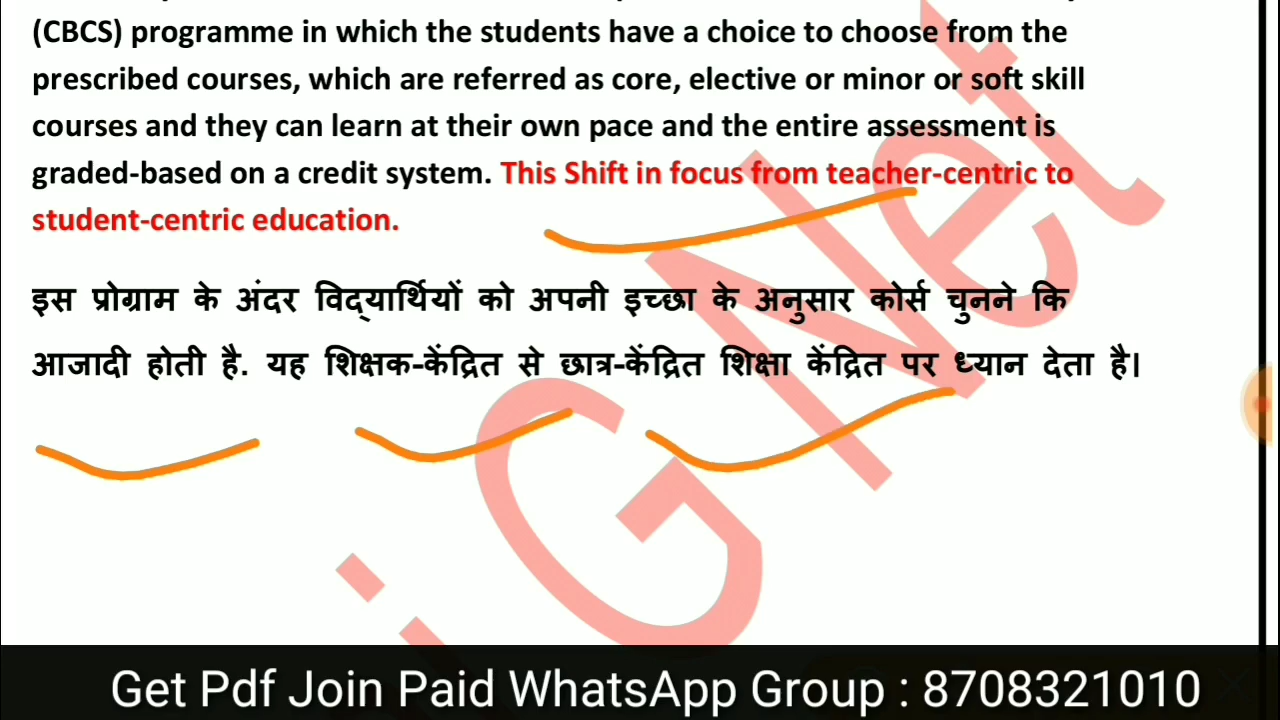 (CBCS) programme in which the students have a choice to choose from the
prescribed courses, which are referred as core, elective or minor or soft skill
courses and they can learn at their own pace and the entire assessment is
graded-based on a credit system. This Shift in focus from teacher-centric to
student-centric education.
इस प्रोग्राम के अंदर विद्यार्थियों को अपनी इच्छा के अनुसार कोर्स चुनने कि
आजादी होती है. यह शिक्षक-केंद्रित से छात्र-केंद्रित शिक्षा केंद्रित पर ध्यान देता है।
i G Net
Get Pdf Join Paid WhatsApp Group : 8708321010